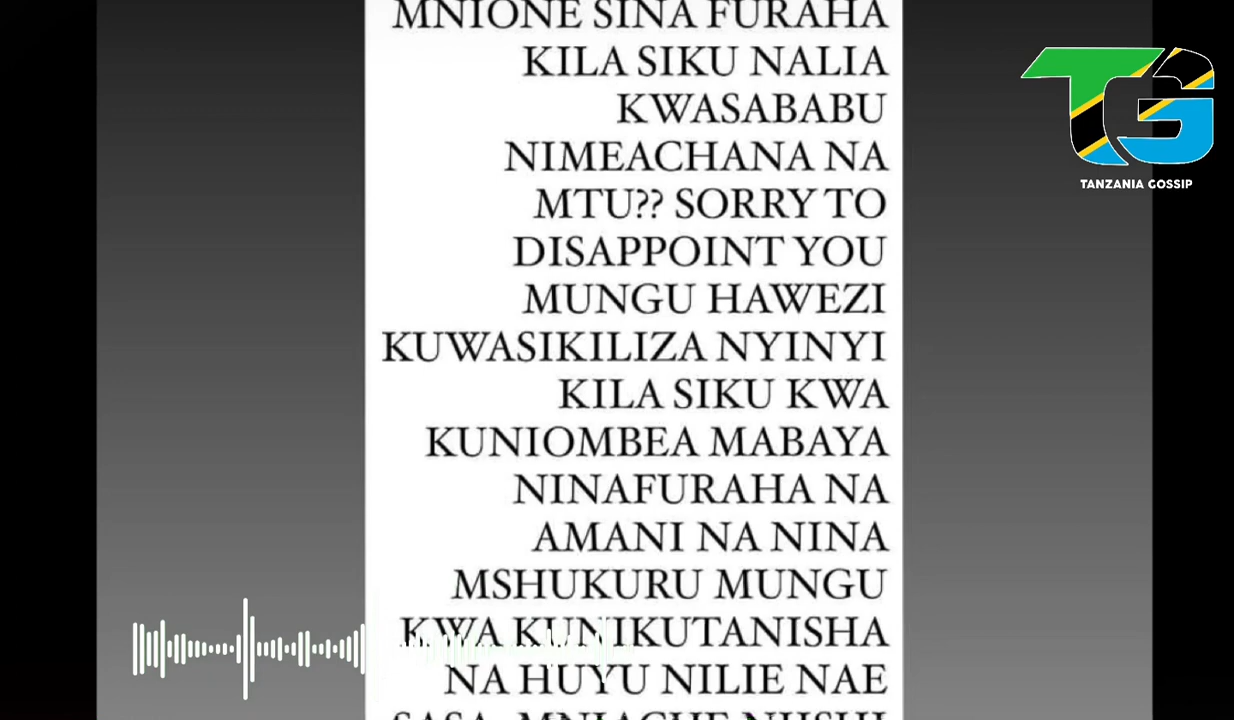 MNIONE SINA FURAHA
KILA SIKU NALIA
KWASABABU
NIMEACHANA NA
MTU?? SORRY TO
DISAPPOINT YOU
MUNGU HAWEZI
KUWASIKILIZA NYINYI
KILA SIKU KWA
KUNIOMBEA MABAYA
NINAFURAHA NA
AMANI NA NINA
MSHUKURU MUNGU
KWA KUNIKUTANISHA
NA HUYU NILIE NAE
TG
TANZANIA GOSSIP